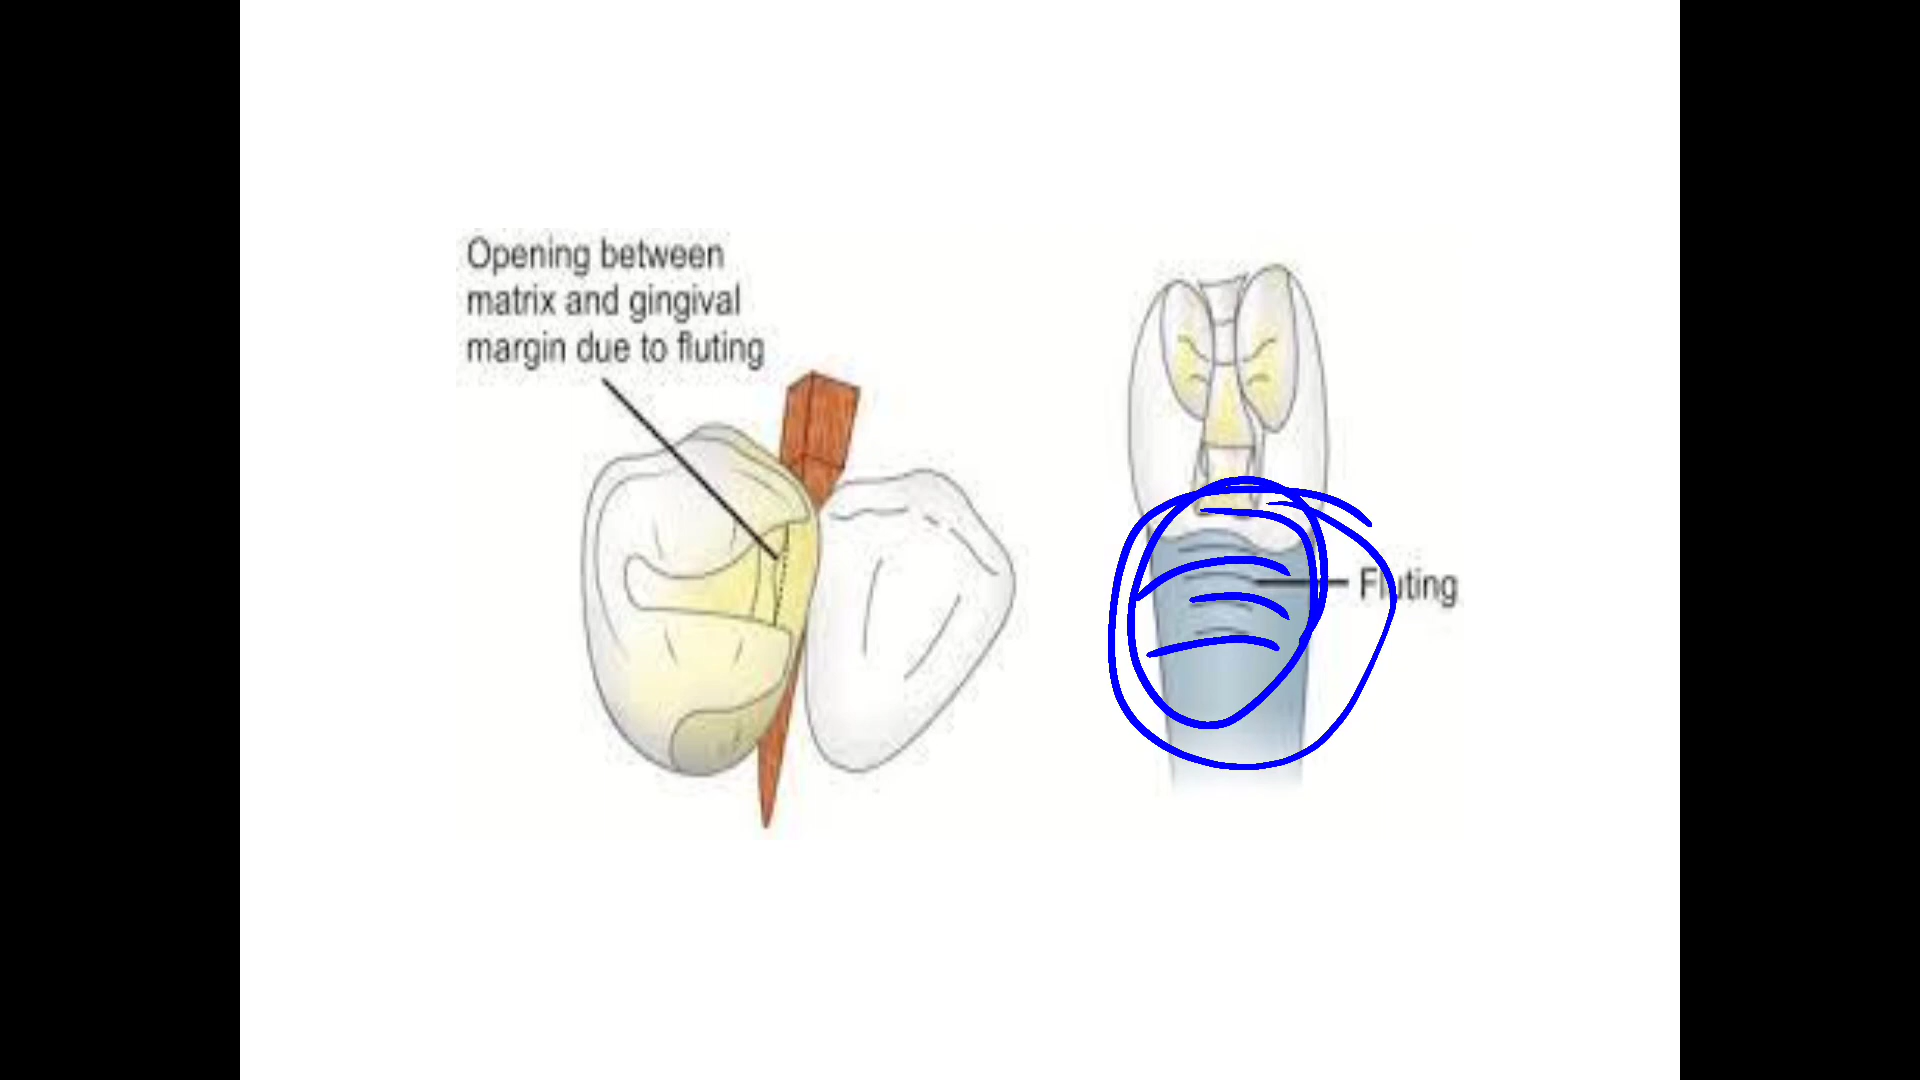 Opening between
matrix and gingival
margin due to fluting
Fluting